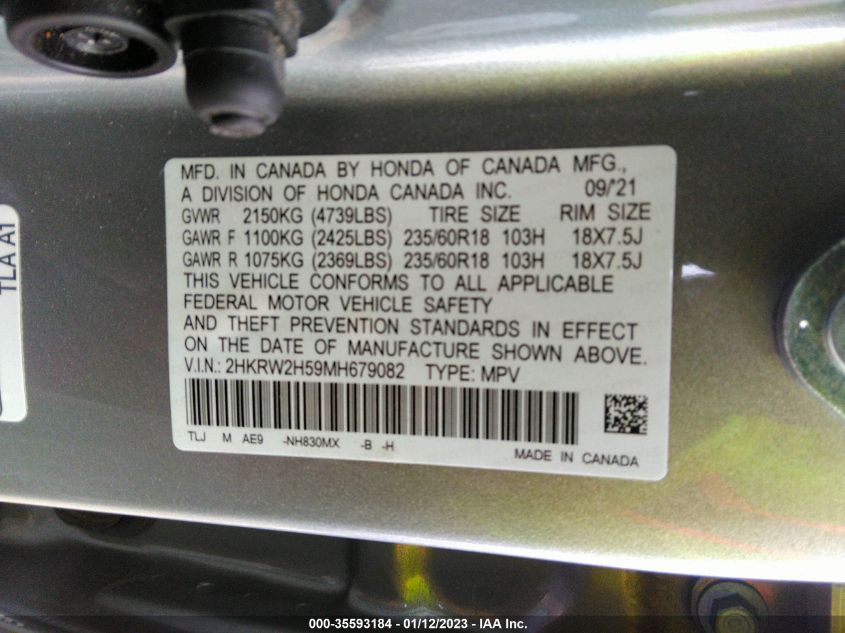 MFD. IN CANADA BY HONDA OF CANADA MFG.,
A DIVISION OF HONDA CANADA INC. 09/'21
GVWR 2150KG (4739LBS) TIRE SIZE RIM SIZE
GAWR F 1100KG (2425LBS) 235/60R18 103H 18X7.5J
GAWR R 1075KG (2369LBS) 235/60R18 103H 18X7.5J
THIS VEHICLE CONFORMS TO ALL APPLICABLE
FEDERAL MOTOR VEHICLE SAFETY
AND THEFT PREVENTION STANDARDS IN EFFECT
ON THE DATE OF MANUFACTURE SHOWN ABOVE.
V.I.N.: 2HKRW2H59MH679082 TYPE: MPV
TLJ M AE9 -NH830MX -B -H
MADE IN CANADA
TLA A1
000-35593184 - 01/12/2023 - IAA Inc.